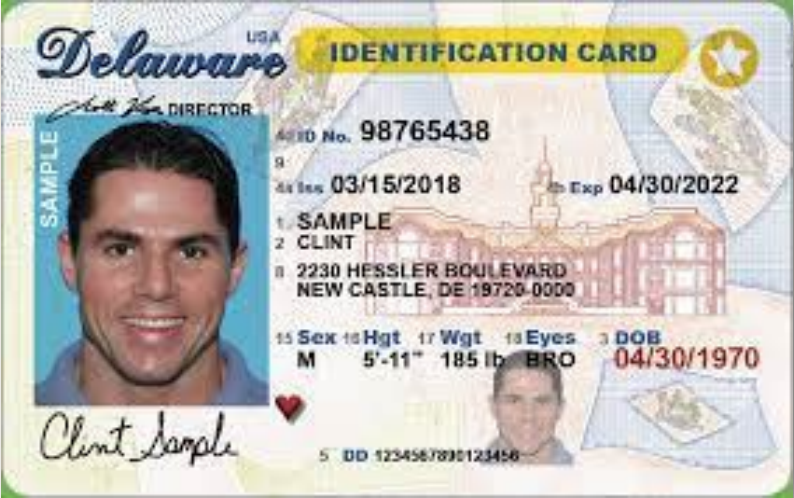 Delaware USA IDENTIFICATION CARD
DIRECTOR
SAMPLE
4d ID No. 98765438
9
4a Iss 03/15/2018 4b Exp 04/30/2022
1 SAMPLE
2 CLINT
8 2230 HESSLER BOULEVARD
NEW CASTLE, DE 19720-0000
15 Sex 16 Hgt 17 Wgt 18 Eyes 3 DOB
M 5'-11" 185 lb BRO 04/30/1970
Clint Sample
5 DD 1234567890123456